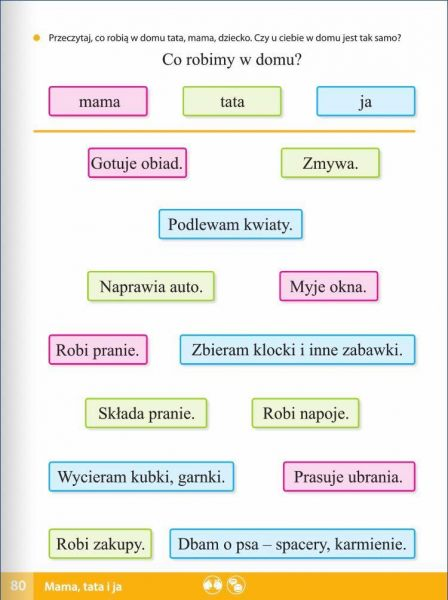 Przeczytaj, co robią w domu tata, mama, dziecko. Czy u ciebie w domu jest tak samo?
Co robimy w domu?
mama tata ja
Gotuje obiad. Zmywa.
Podlewam kwiaty.
Naprawia auto. Myje okna.
Robi pranie. Zbieram klocki i inne zabawki.
Składa pranie. Robi napoje.
Wycieram kubki, garnki. Prasuje ubrania.
Robi zakupy. Dbam o psa – spacery, karmienie.
80 Mama, tata i ja